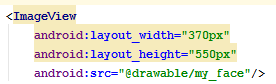 <ImageView
android:layout_width="370px"
android:layout_height="550px"
android:src="@drawable/my_face"/>